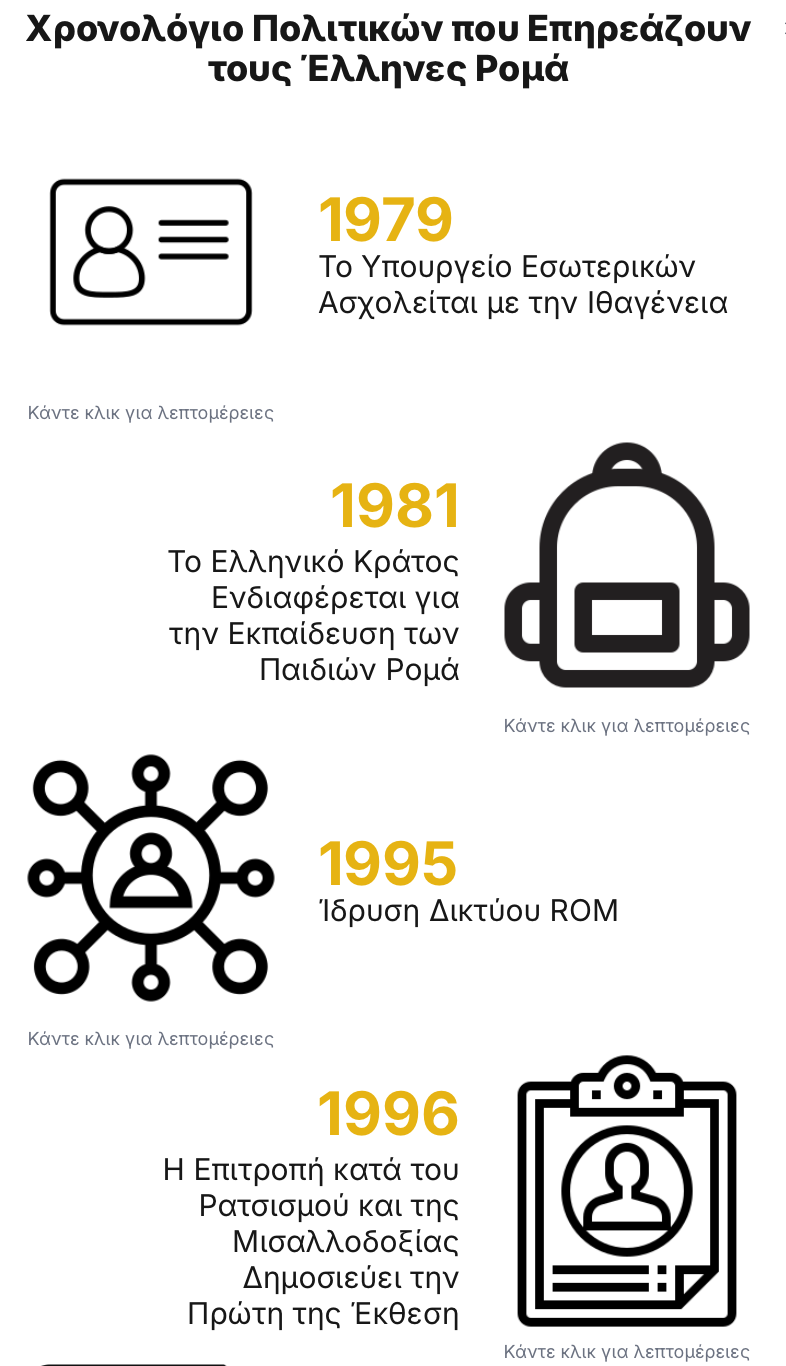 Χρονολόγιο Πολιτικών που Επηρεάζουν
τους Έλληνες Ρομά
1979
Το Υπουργείο Εσωτερικών
Ασχολείται με την Ιθαγένεια
Κάντε κλικ για λεπτομέρειες
1981
Το Ελληνικό Κράτος
Ενδιαφέρεται για
την Εκπαίδευση των
Παιδιών Ρομά
Κάντε κλικ για λεπτομέρειες
1995
Ίδρυση Δικτύου ROM
Κάντε κλικ για λεπτομέρειες
1996
Η Επιτροπή κατά του
Ρατσισμού και της
Μισαλλοδοξίας
Δημοσιεύει την
Πρώτη της Έκθεση
Κάντε κλικ για λεπτομέρειες